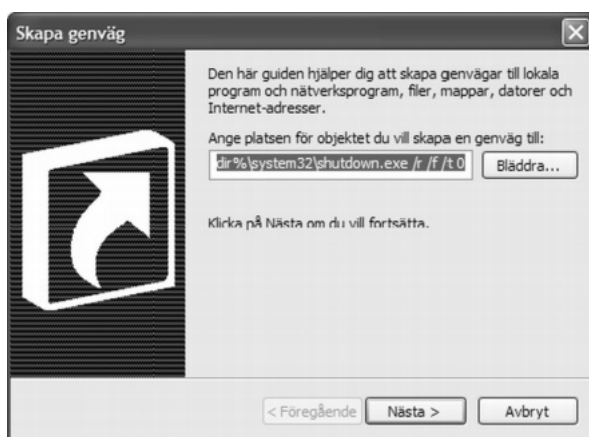 Skapa genväg
Den här guiden hjälper dig att skapa genvägar till lokala
program och nätverksprogram, filer, mappar, datorer och
Internet-adresser.
Ange platsen för objektet du vill skapa en genväg till:
dir%\system32\shutdown.exe /r /f /t 0
Bläddra...
Klicka på Nästa om du vill fortsätta.
< Föregående
Nästa >
Avbryt